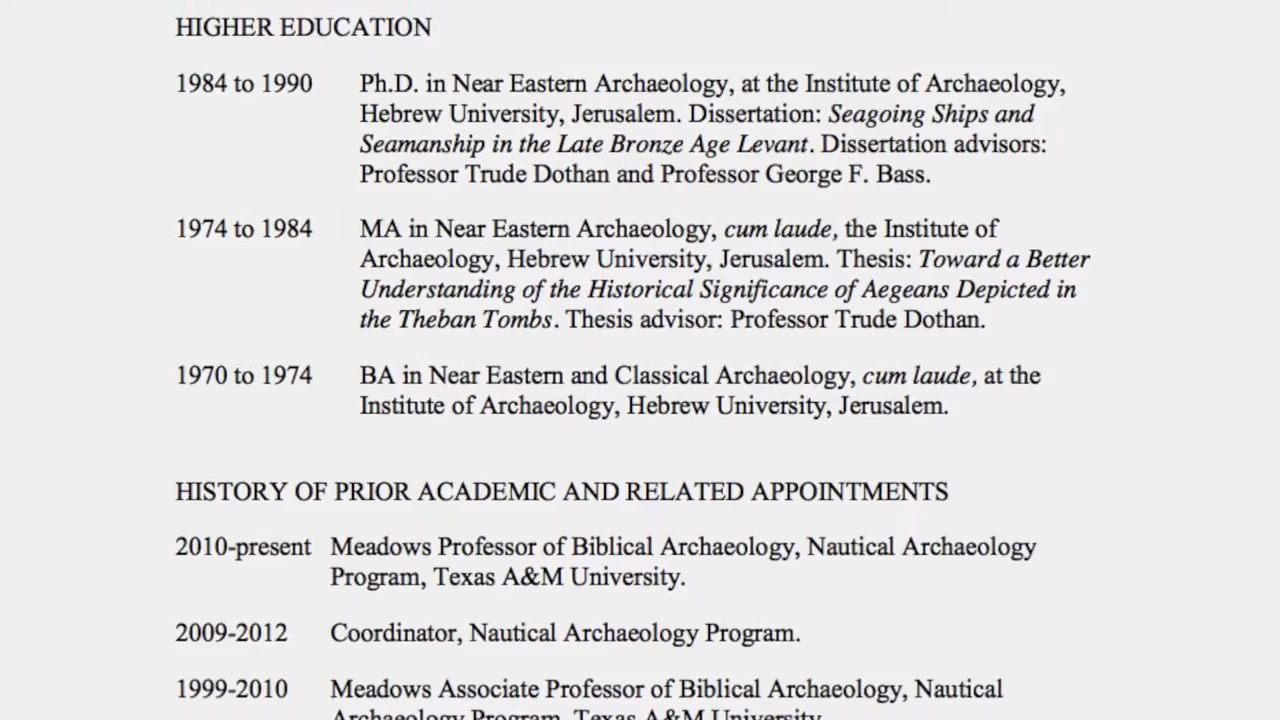 HIGHER EDUCATION
1984 to 1990 Ph.D. in Near Eastern Archaeology, at the Institute of Archaeology,
Hebrew University, Jerusalem. Dissertation: Seagoing Ships and
Seamanship in the Late Bronze Age Levant. Dissertation advisors:
Professor Trude Dothan and Professor George F. Bass.
1974 to 1984 MA in Near Eastern Archaeology, cum laude, the Institute of
Archaeology, Hebrew University, Jerusalem. Thesis: Toward a Better
Understanding of the Historical Significance of Aegeans Depicted in
the Theban Tombs. Thesis advisor: Professor Trude Dothan.
1970 to 1974 BA in Near Eastern and Classical Archaeology, cum laude, at the
Institute of Archaeology, Hebrew University, Jerusalem.
HISTORY OF PRIOR ACADEMIC AND RELATED APPOINTMENTS
2010-present Meadows Professor of Biblical Archaeology, Nautical Archaeology
Program, Texas A&M University.
2009-2012 Coordinator, Nautical Archaeology Program.
1999-2010 Meadows Associate Professor of Biblical Archaeology, Nautical
Archaeology Program, Texas A&M University.